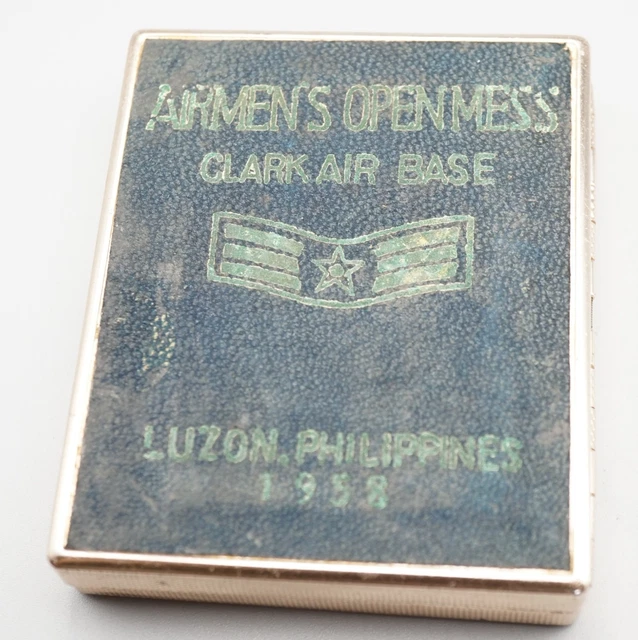 AIRMEN'S OPEN MESS
CLARK AIR BASE
LUZON, PHILIPPINES
1958